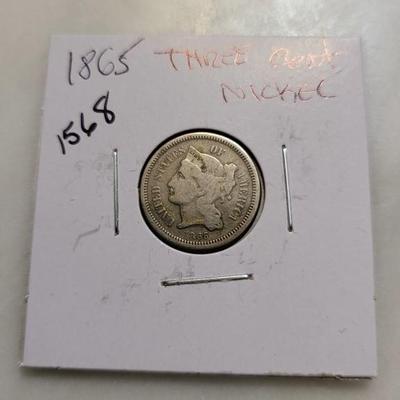 1865 THREE Cent
NICKEL
1568
UNITED STATES OF AMERICA
1865